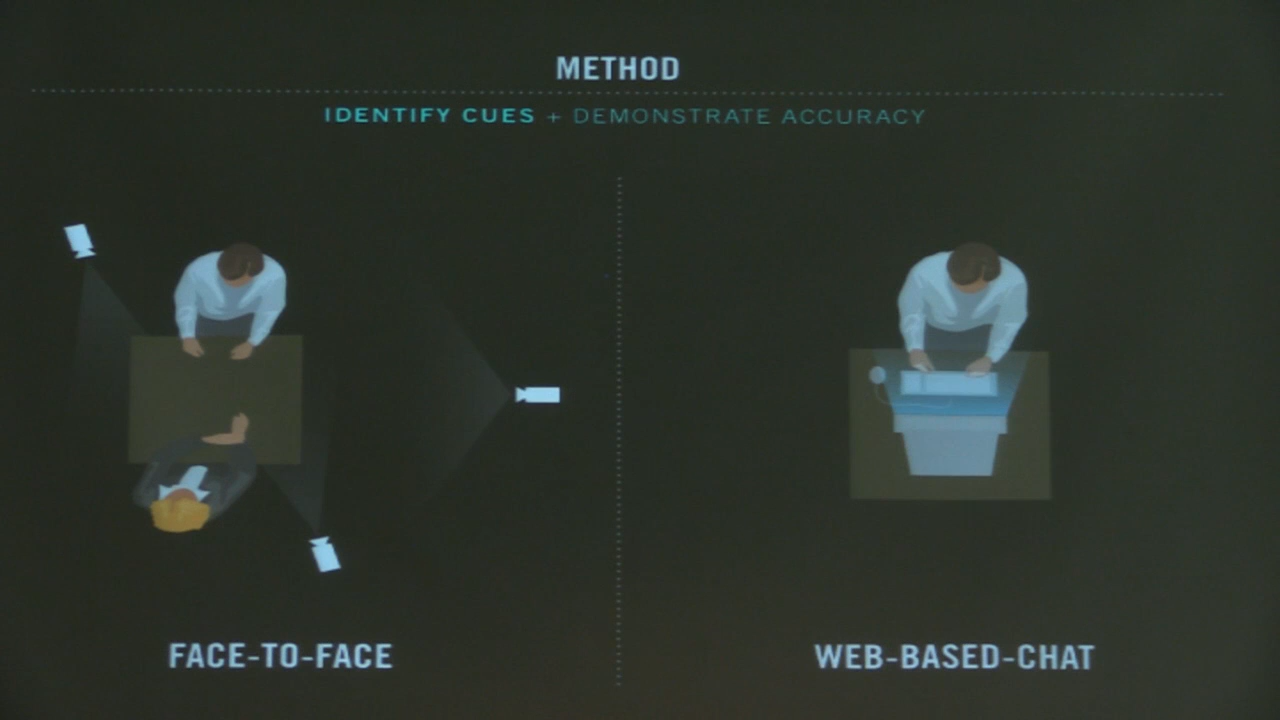 METHOD
IDENTIFY CUES + DEMONSTRATE ACCURACY
FACE-TO-FACE
WEB-BASED-CHAT